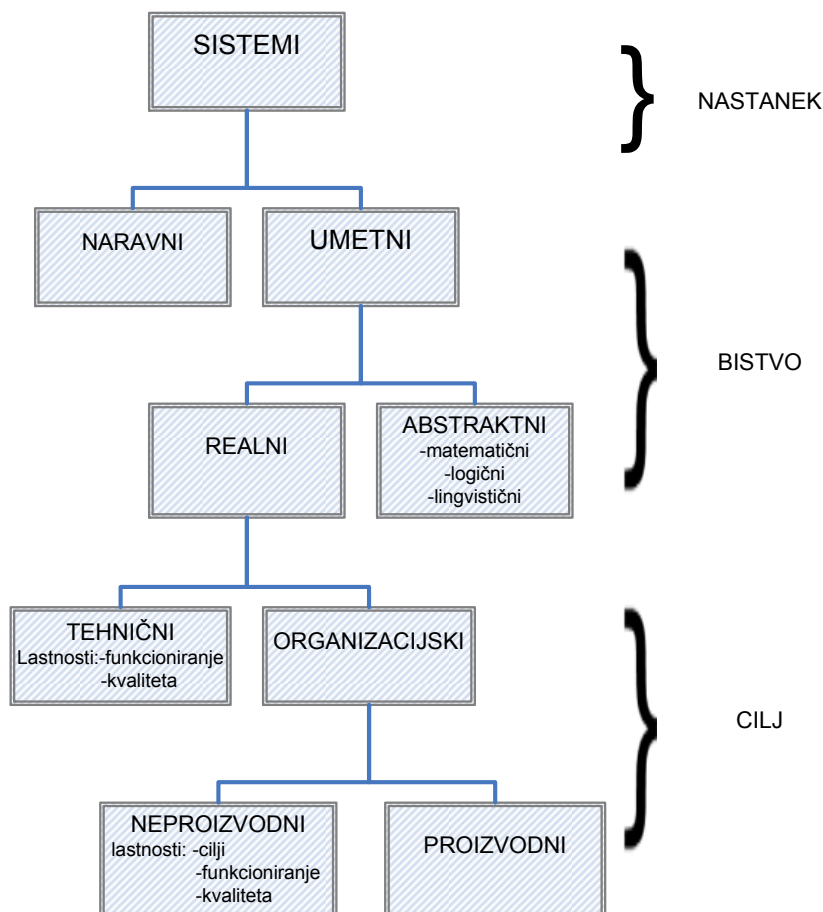 SISTEMI
NASTANEK
NARAVNI
UMETNI
BISTVO
REALNI
ABSTRAKTNI
-matematični
-logični
-lingvistični
TEHNIČNI
Lastnosti:-funkcioniranje
-kvaliteta
ORGANIZACIJSKI
CILJ
NEPROIZVODNI
lastnosti: -cilji
-funkcioniranje
-kvaliteta
PROIZVODNI